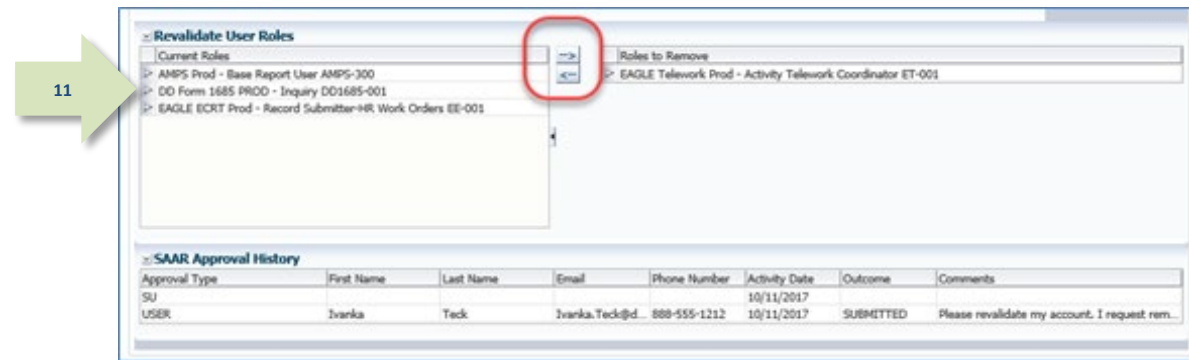 Revalidate User Roles
Current Roles
-->
Roles to Remove
AMPS Prod - Base Report User AMPS-300
<--
EAGLE Telework Prod - Activity Telework Coordinator ET-001
11
DD Form 1685 PROD - Inquiry DD1685-001
EAGLE ECRT Prod - Record Submitter-HR Work Orders EE-001
SAAR Approval History
Approval Type First Name Last Name Email Phone Number Activity Date Outcome Comments
SU 10/11/2017
USER Ivanka Teck Ivanka.Teck@d... 888-555-1212 10/11/2017 SUBMITTED Please revalidate my account. I request rem...